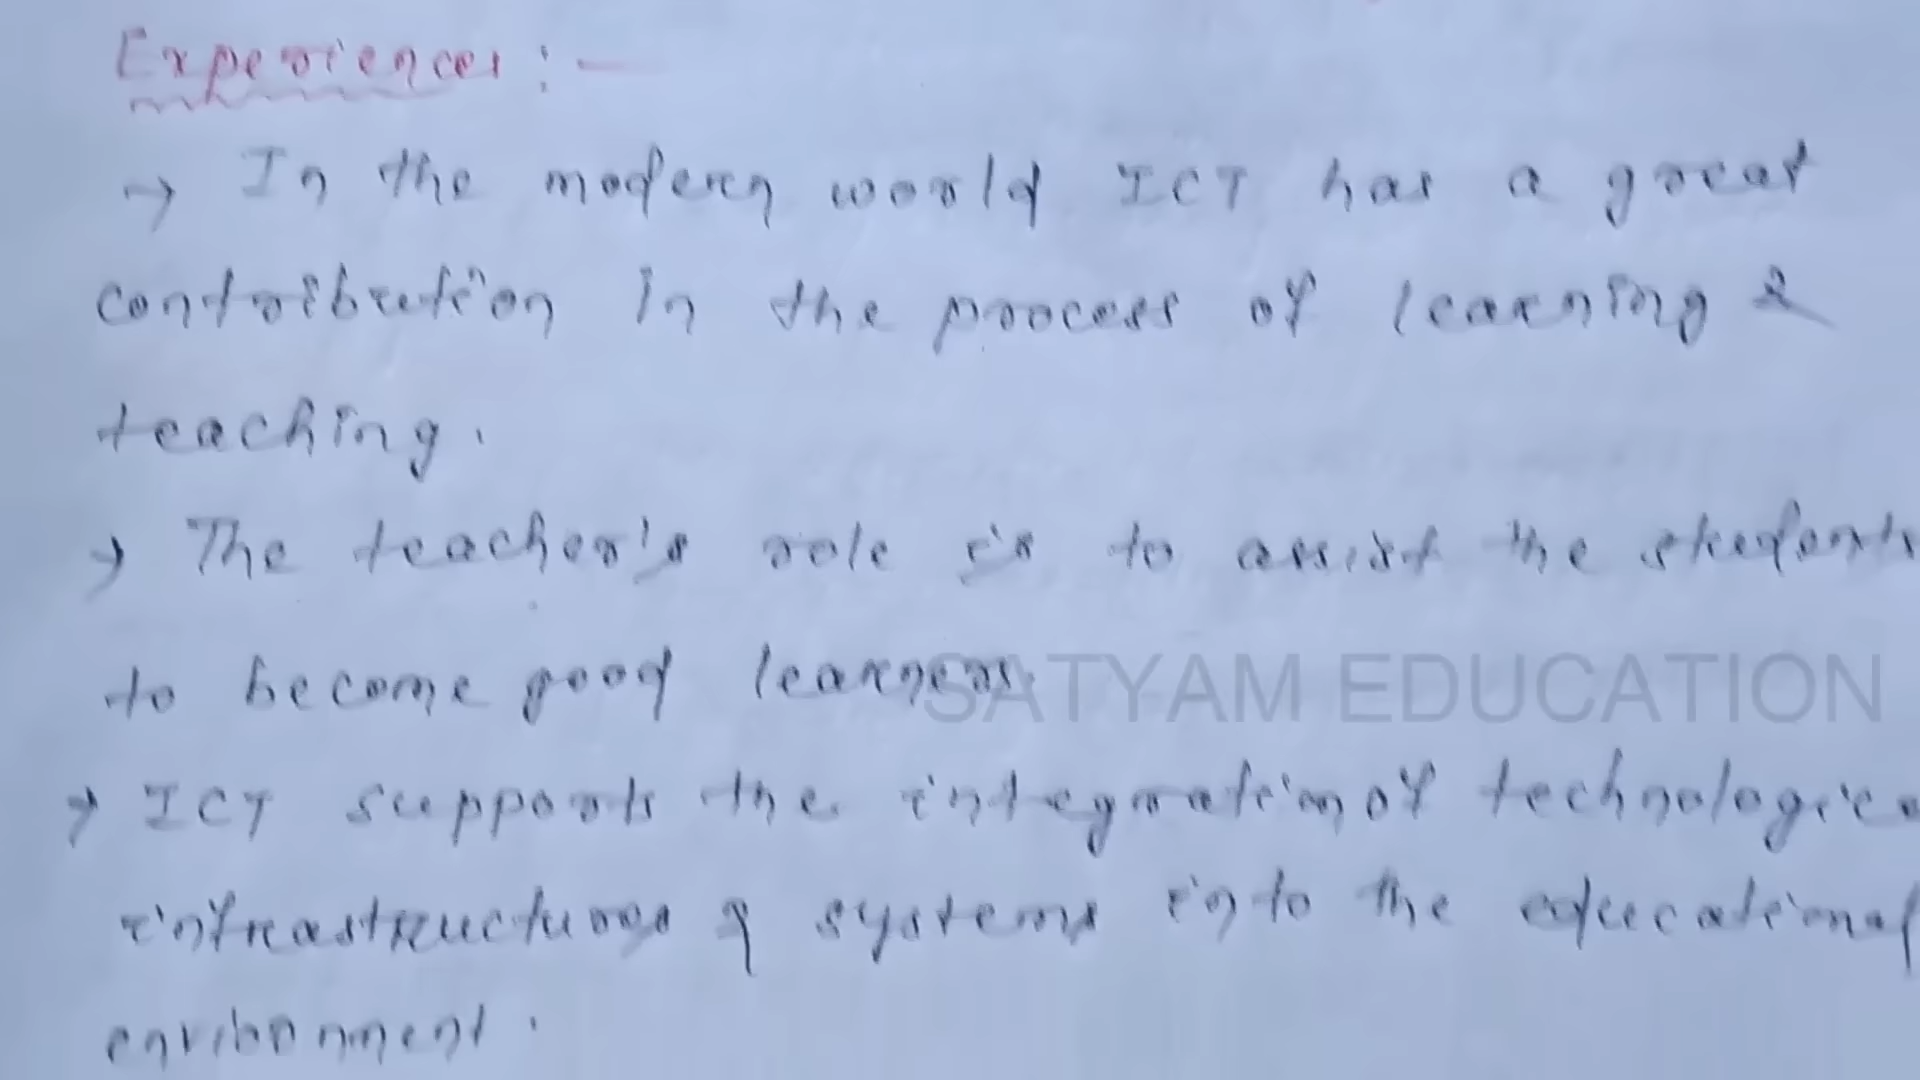 Experiences :-
→ In the modern world ICT has a great
contribution in the process of learning &
teaching.
→ The teacher's role is to assist the students
to become good learners.
SATYAM EDUCATION
→ ICT supports the integration of technologica
infrastructures & systems into the educational
environment.